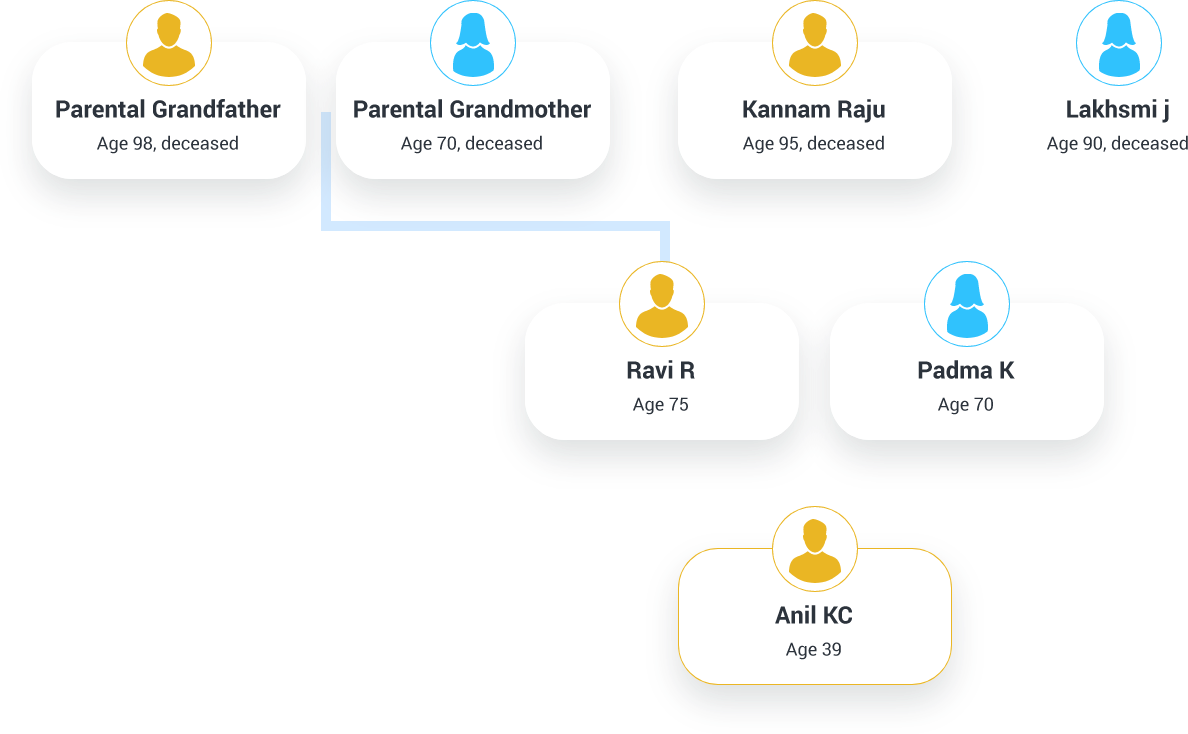 Parental Grandfather
Age 98, deceased
Parental Grandmother
Age 70, deceased
Kannam Raju
Age 95, deceased
Lakhsmi j
Age 90, deceased
Ravi R
Age 75
Padma K
Age 70
Anil KC
Age 39